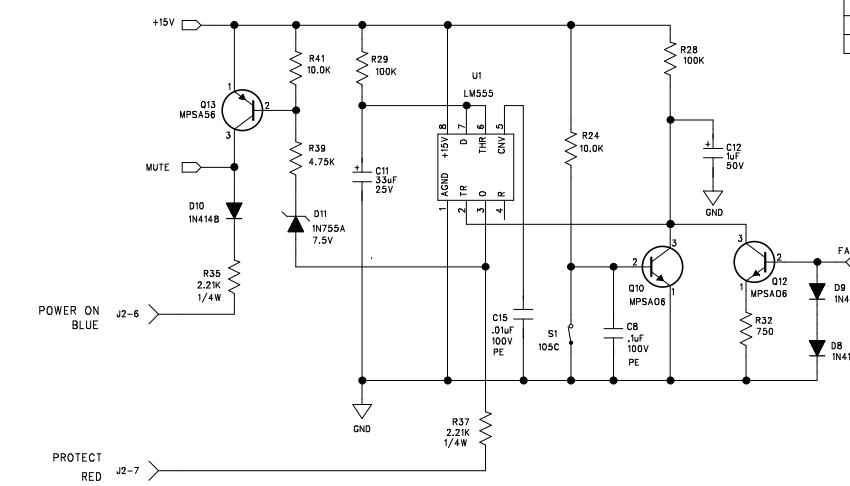 +15V
R41
10.0K
R29
100K
R28
100K
U1
LM555
1
Q13
MPSA56
2
3
8
7
6
5
+15V
D
THR
CNV
R24
10.0K
C12
1uF
50V
+
GND
MUTE
R39
4.75K
+
C11
33uF
25V
AGND
TR
O
R
1
2
3
4
D10
1N4148
D11
1N755A
7.5V
3
2
Q10
MPSA06
1
3
2
Q12
MPSA06
1
FA
R35
2.21K
1/4W
D9
1N4
POWER ON
BLUE
J2-6
C15
.01uF
100V
PE
S1
105C
C8
.1uF
100V
PE
R32
750
D8
1N41
GND
R37
2.21K
1/4W
PROTECT
RED
J2-7